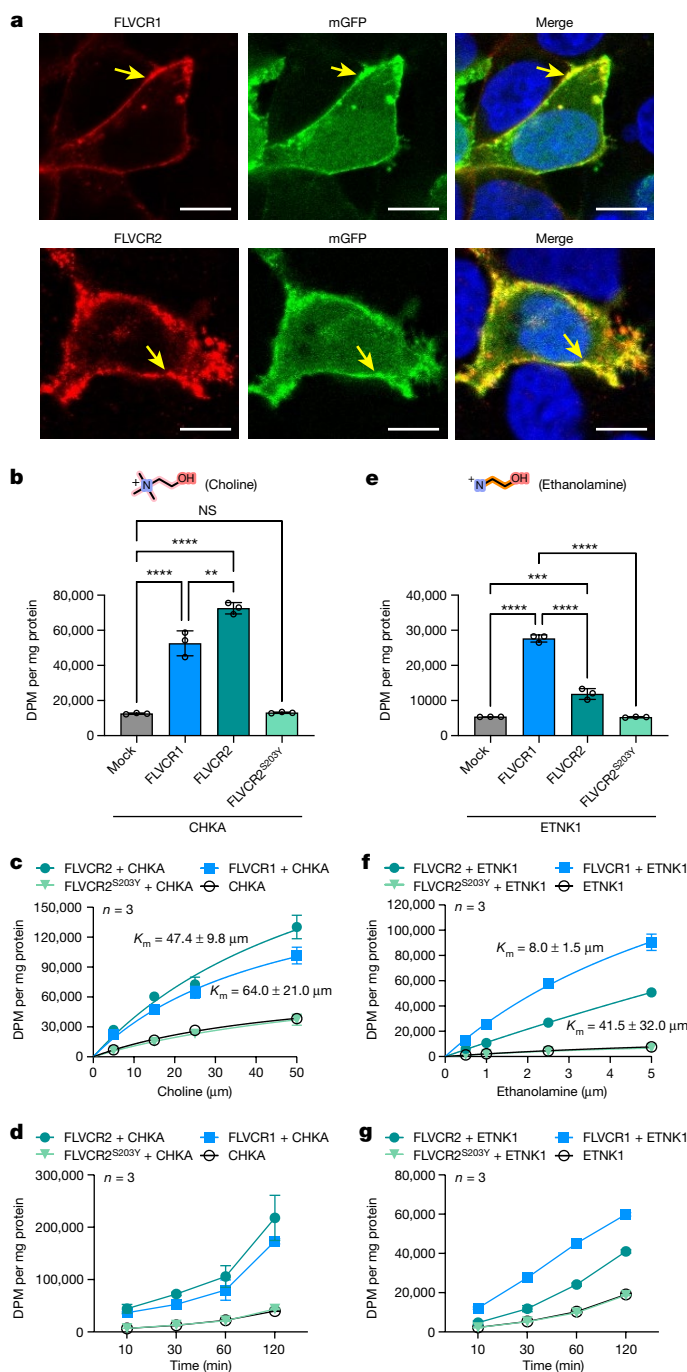 a
FLVCR1
mGFP
Merge
FLVCR2
mGFP
Merge
b
+
N
OH
(Choline)
NS
****
****
**
DPM per mg protein
80,000
60,000
40,000
20,000
0
Mock
FLVCR1
FLVCR2
FLVCR2S203Y
CHKA
e
+
N
OH
(Ethanolamine)
****
***
****
****
DPM per mg protein
40,000
30,000
20,000
10000
0
Mock
FLVCR1
FLVCR2
FLVCR2S203Y
ETNK1
c
FLVCR2 + CHKA
FLVCR1 + CHKA
FLVCR2S203Y + CHKA
CHKA
n = 3
Km = 47.4 ± 9.8 μm
Km = 64.0 ± 21.0 μm
DPM per mg protein
150,000
120,000
90,000
60,000
30,000
0
0 10 20 30 40 50
Choline (μm)
f
FLVCR2 + ETNK1
FLVCR1 + ETNK1
FLVCR2S203Y + ETNK1
ETNK1
n = 3
Km = 8.0 ± 1.5 μm
Km = 41.5 ± 32.0 μm
DPM per mg protein
120,000
100,000
80,000
60,000
40,000
20,000
0
0 1 2 3 4 5
Ethanolamine (μm)
d
FLVCR2 + CHKA
FLVCR1 + CHKA
FLVCR2S203Y + CHKA
CHKA
n = 3
DPM per mg protein
300,000
200,000
100,000
0
10 30 60 120
Time (min)
g
FLVCR2 + ETNK1
FLVCR1 + ETNK1
FLVCR2S203Y + ETNK1
ETNK1
n = 3
DPM per mg protein
80,000
60,000
40,000
20,000
0
10 30 60 120
Time (min)